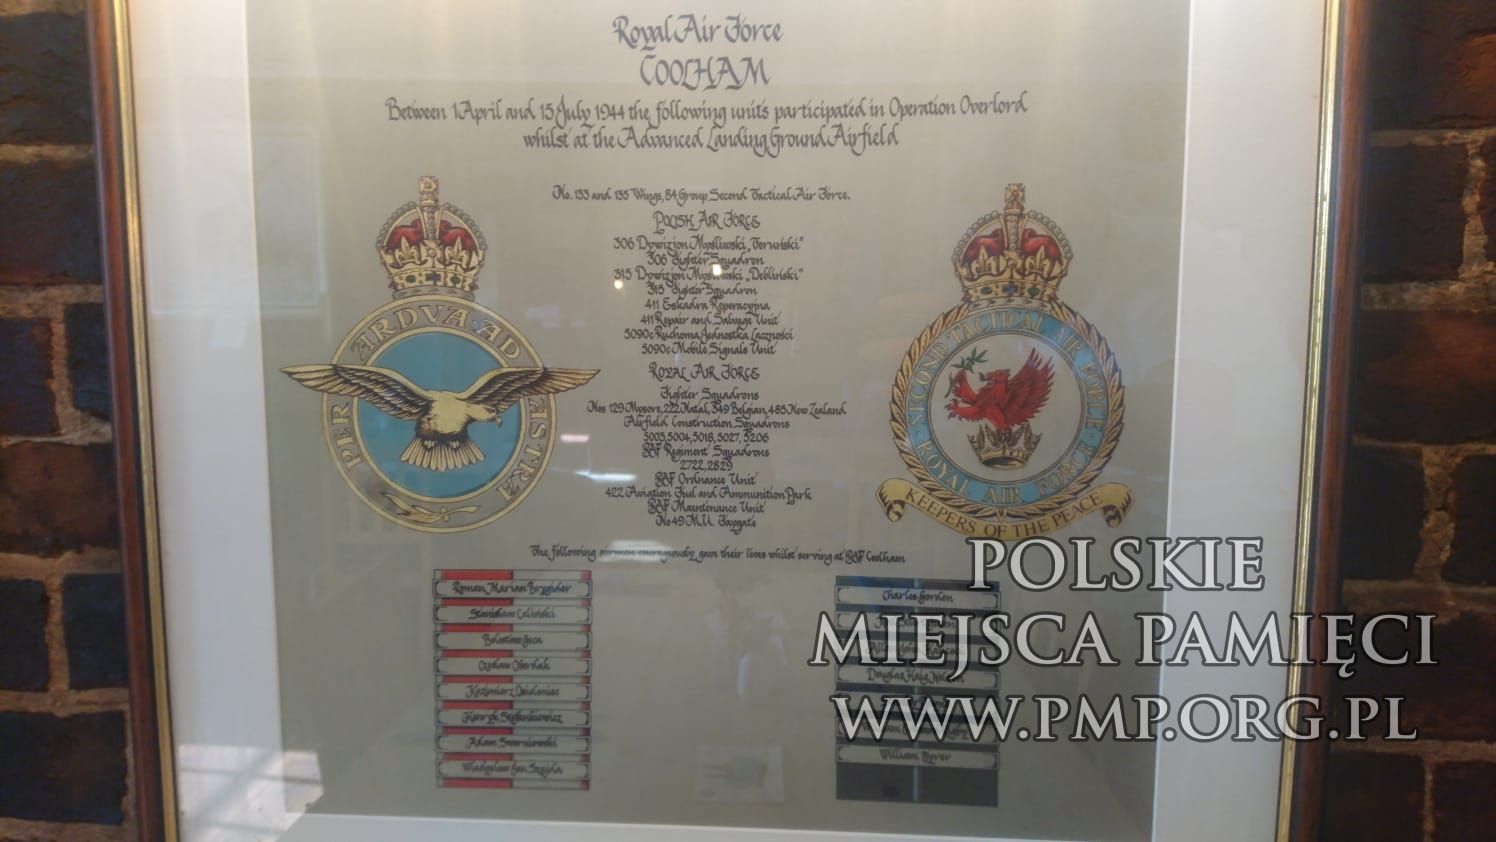 Royal Air Force
COOLHAM
Between 1 April and 15 July 1944 the following units participated in Operation Overlord
whilst at the Advanced Landing Ground Airfield
No. 133 and 135 Wings, 84 Group, Second Tactical Air Force.
POLISH AIR FORCE
306 Dywizjon Myśliwski „Toruński”
306 Fighter Squadron
315 Dywizjon Myśliwski „Dębliński”
315 Fighter Squadron
411 Eskadra Reperacyjna
411 Repair and Salvage Unit
5090c Ruchoma Jednostka Łączności
5090c Mobile Signals Unit
ROYAL AIR FORCE
Fighter Squadrons
Nos 129 Mysore, 222 Natal, 349 Belgian, 485 New Zealand
Airfield Construction Squadrons
5003, 5004, 5018, 5027, 5206
RAF Regiment Squadrons
2722, 2829
RAF Ordnance Unit
422 Aviation Fuel and Ammunition Park
RAF Maintenance Unit
No 49 M.U. Faygate
PER ARDVA AD ASTRA
SECOND TACTICAL AIR FORCE
ROYAL AIR FORCE
KEEPERS OF THE PEACE
The following airmen courageously gave their lives whilst serving at RAF Coolham
Roman Marian
Stanisław
Bolesław
Czesław Oberdak
Kazimierz
Henryk Stefankiewicz
Adam
Władysław Jan
Charles Gordon
Douglas Haig
William
POLSKIE
MIEJSCA PAMIĘCI
WWW.PMP.ORG.PL